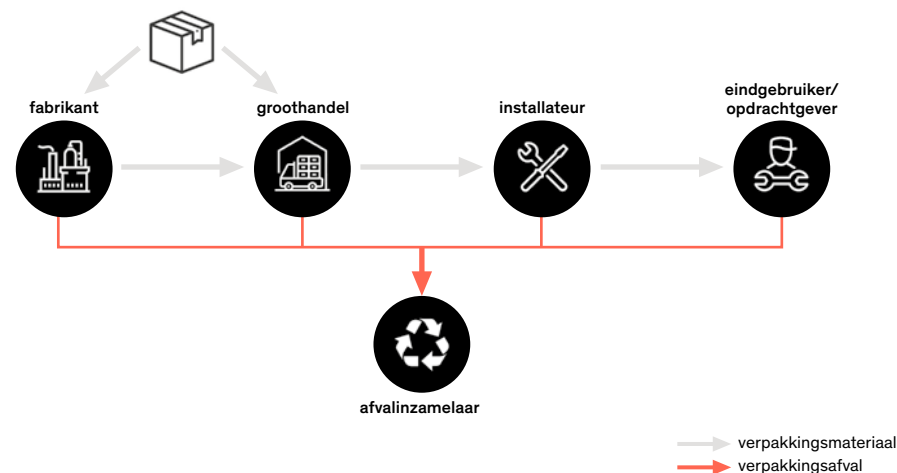 fabrikant
groothandel
installateur
eindgebruiker/
opdrachtgever
afvalinzamelaar
verpakkingsmateriaal
verpakkingsafval